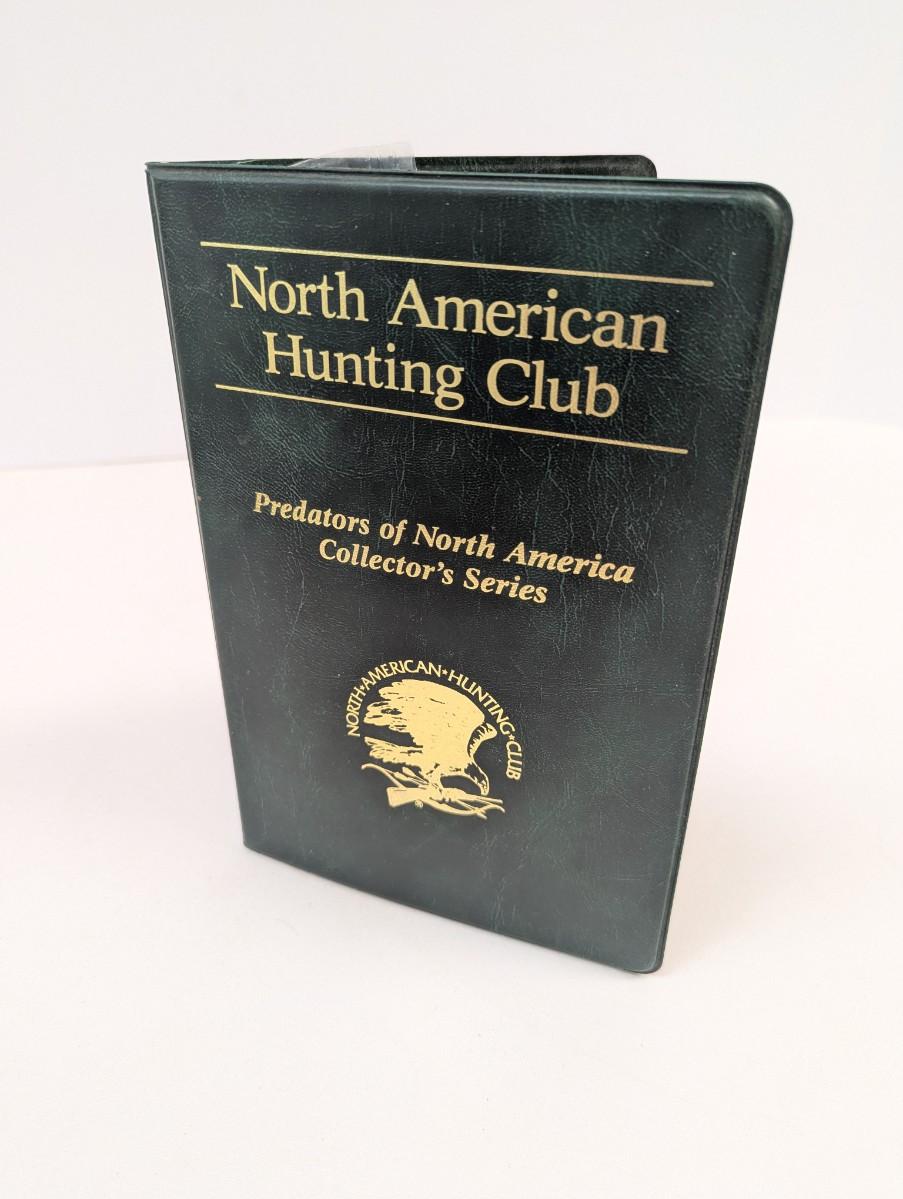 North American
Hunting Club
Predators of North America
Collector's Series
NORTH★AMERICAN★HUNTING★CLUB
®